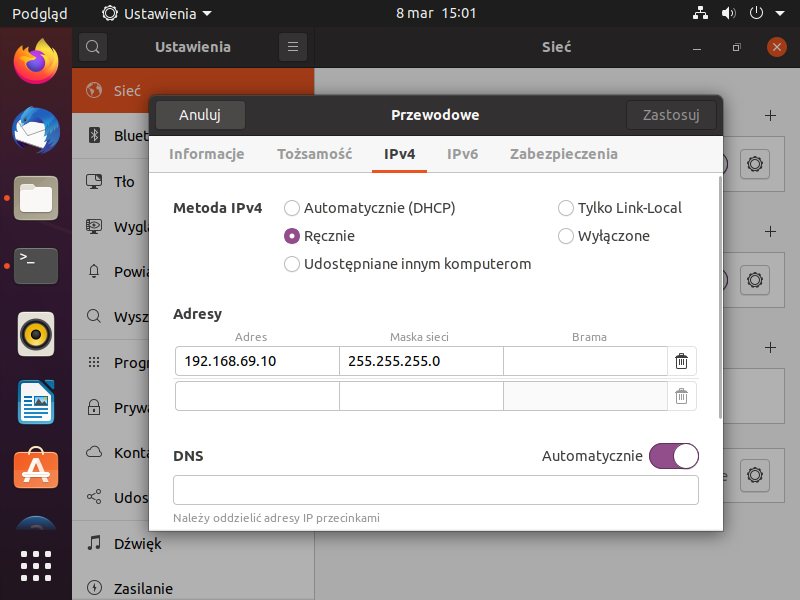 Podgląd Ustawienia 8 mar 15:01
Ustawienia Sieć
Sieć
Anuluj Przewodowe Zastosuj
Informacje Tożsamość IPv4 IPv6 Zabezpieczenia
Metoda IPv4 Automatycznie (DHCP) Tylko Link-Local
Ręcznie Wyłączone
Udostępniane innym komputerom
Adresy
Adres Maska sieci Brama
192.168.69.10 255.255.255.0
DNS Automatycznie
Należy oddzielić adresy IP przecinkami
Bluet
Tło
Wyglą
Powia
Wysz
Progr
Prywa
Konta
Udos
Dźwięk
Zasilanie